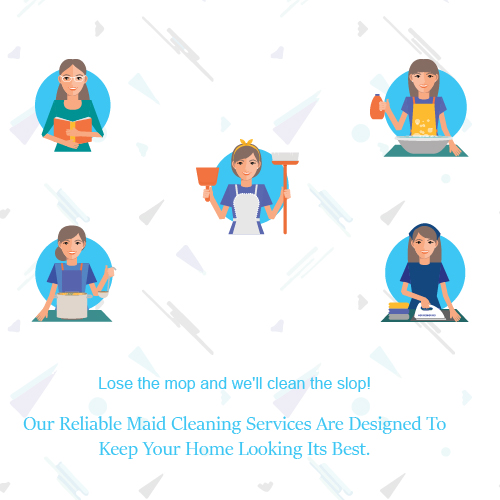 Lose the mop and we'll clean the slop!
Our Reliable Maid Cleaning Services Are Designed To
Keep Your Home Looking Its Best.